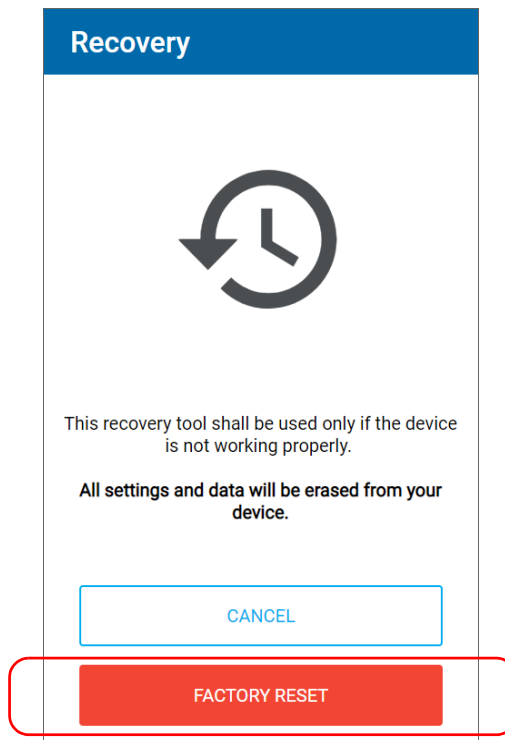 Recovery
This recovery tool shall be used only if the device
is not working properly.
All settings and data will be erased from your
device.
CANCEL
FACTORY RESET